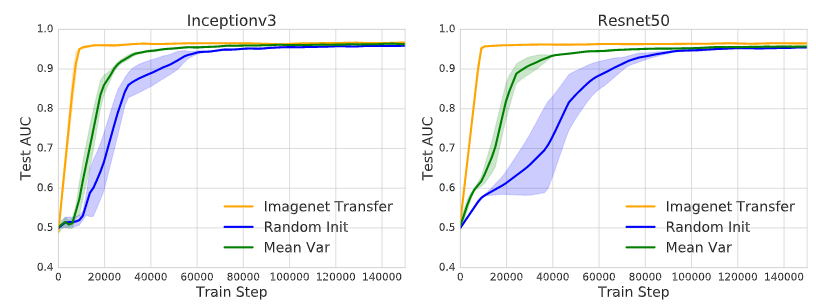 Inceptionv3
1.0
0.9
0.8
0.7
0.6
0.5
0.4
Test AUC
Imagenet Transfer
Random Init
Mean Var
0 20000 40000 60000 80000 100000 120000 140000
Train Step
Resnet50
1.0
0.9
0.8
0.7
0.6
0.5
0.4
Test AUC
Imagenet Transfer
Random Init
Mean Var
0 20000 40000 60000 80000 100000 120000 140000
Train Step